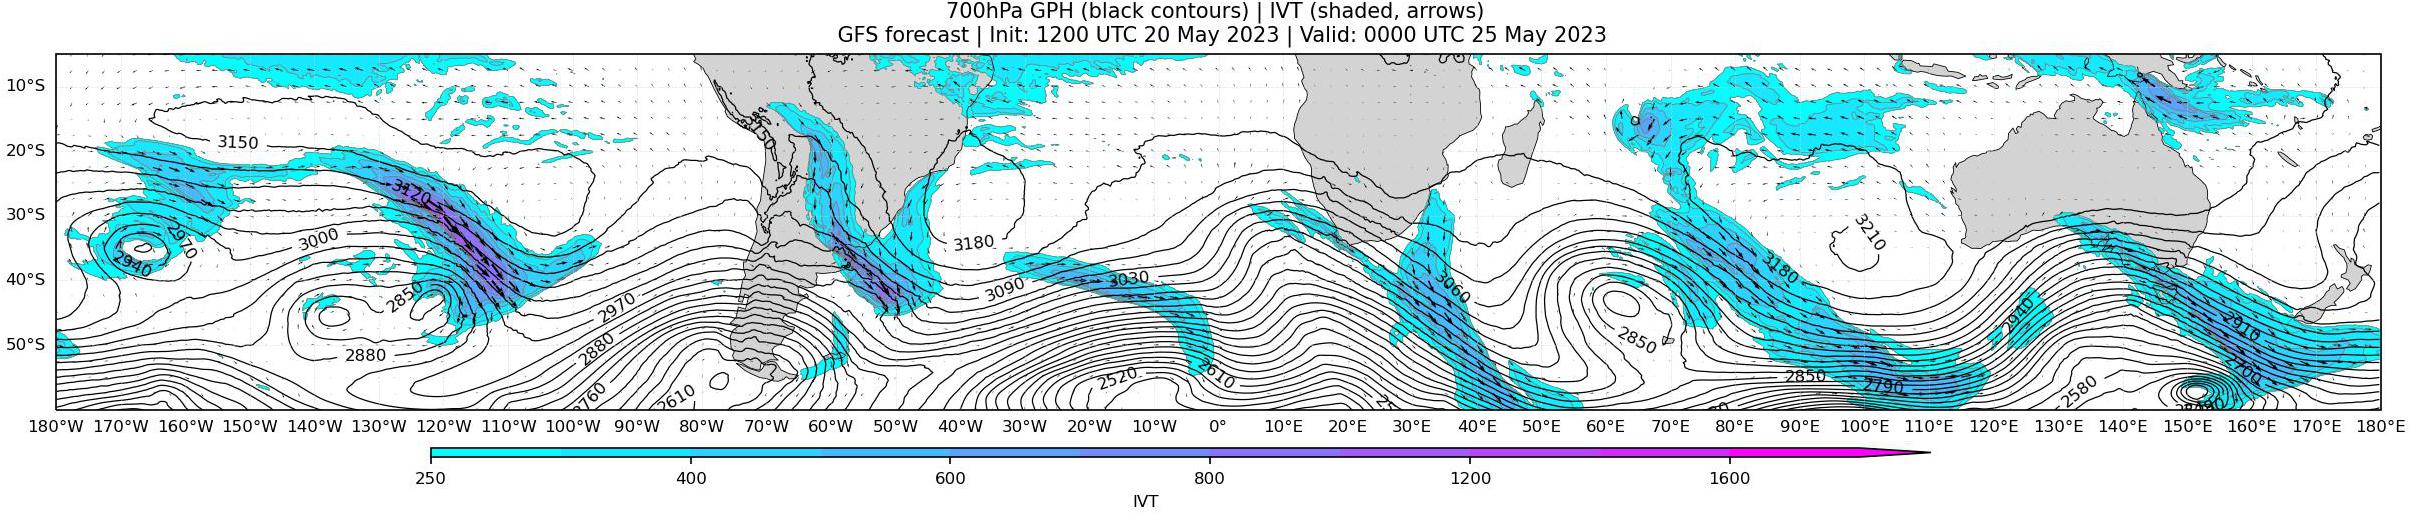 700hPa GPH (black contours) | IVT (shaded, arrows)
GFS forecast | Init: 1200 UTC 20 May 2023 | Valid: 0000 UTC 25 May 2023
10°S
20°S
30°S
40°S
50°S
3150
3150
3120
3000
2970
2940
2850
2880
2970
2880
2760
2610
3180
3090
3030
2520
2610
3060
2850
3180
3210
2850
2790
2940
2910
2700
2580
180°W 170°W 160°W 150°W 140°W 130°W 120°W 110°W 100°W 90°W 80°W 70°W 60°W 50°W 40°W 30°W 20°W 10°W 0° 10°E 20°E 30°E 40°E 50°E 60°E 70°E 80°E 90°E 100°E 110°E 120°E 130°E 140°E 150°E 160°E 170°E 180°E
250 400 600 800 1200 1600
IVT